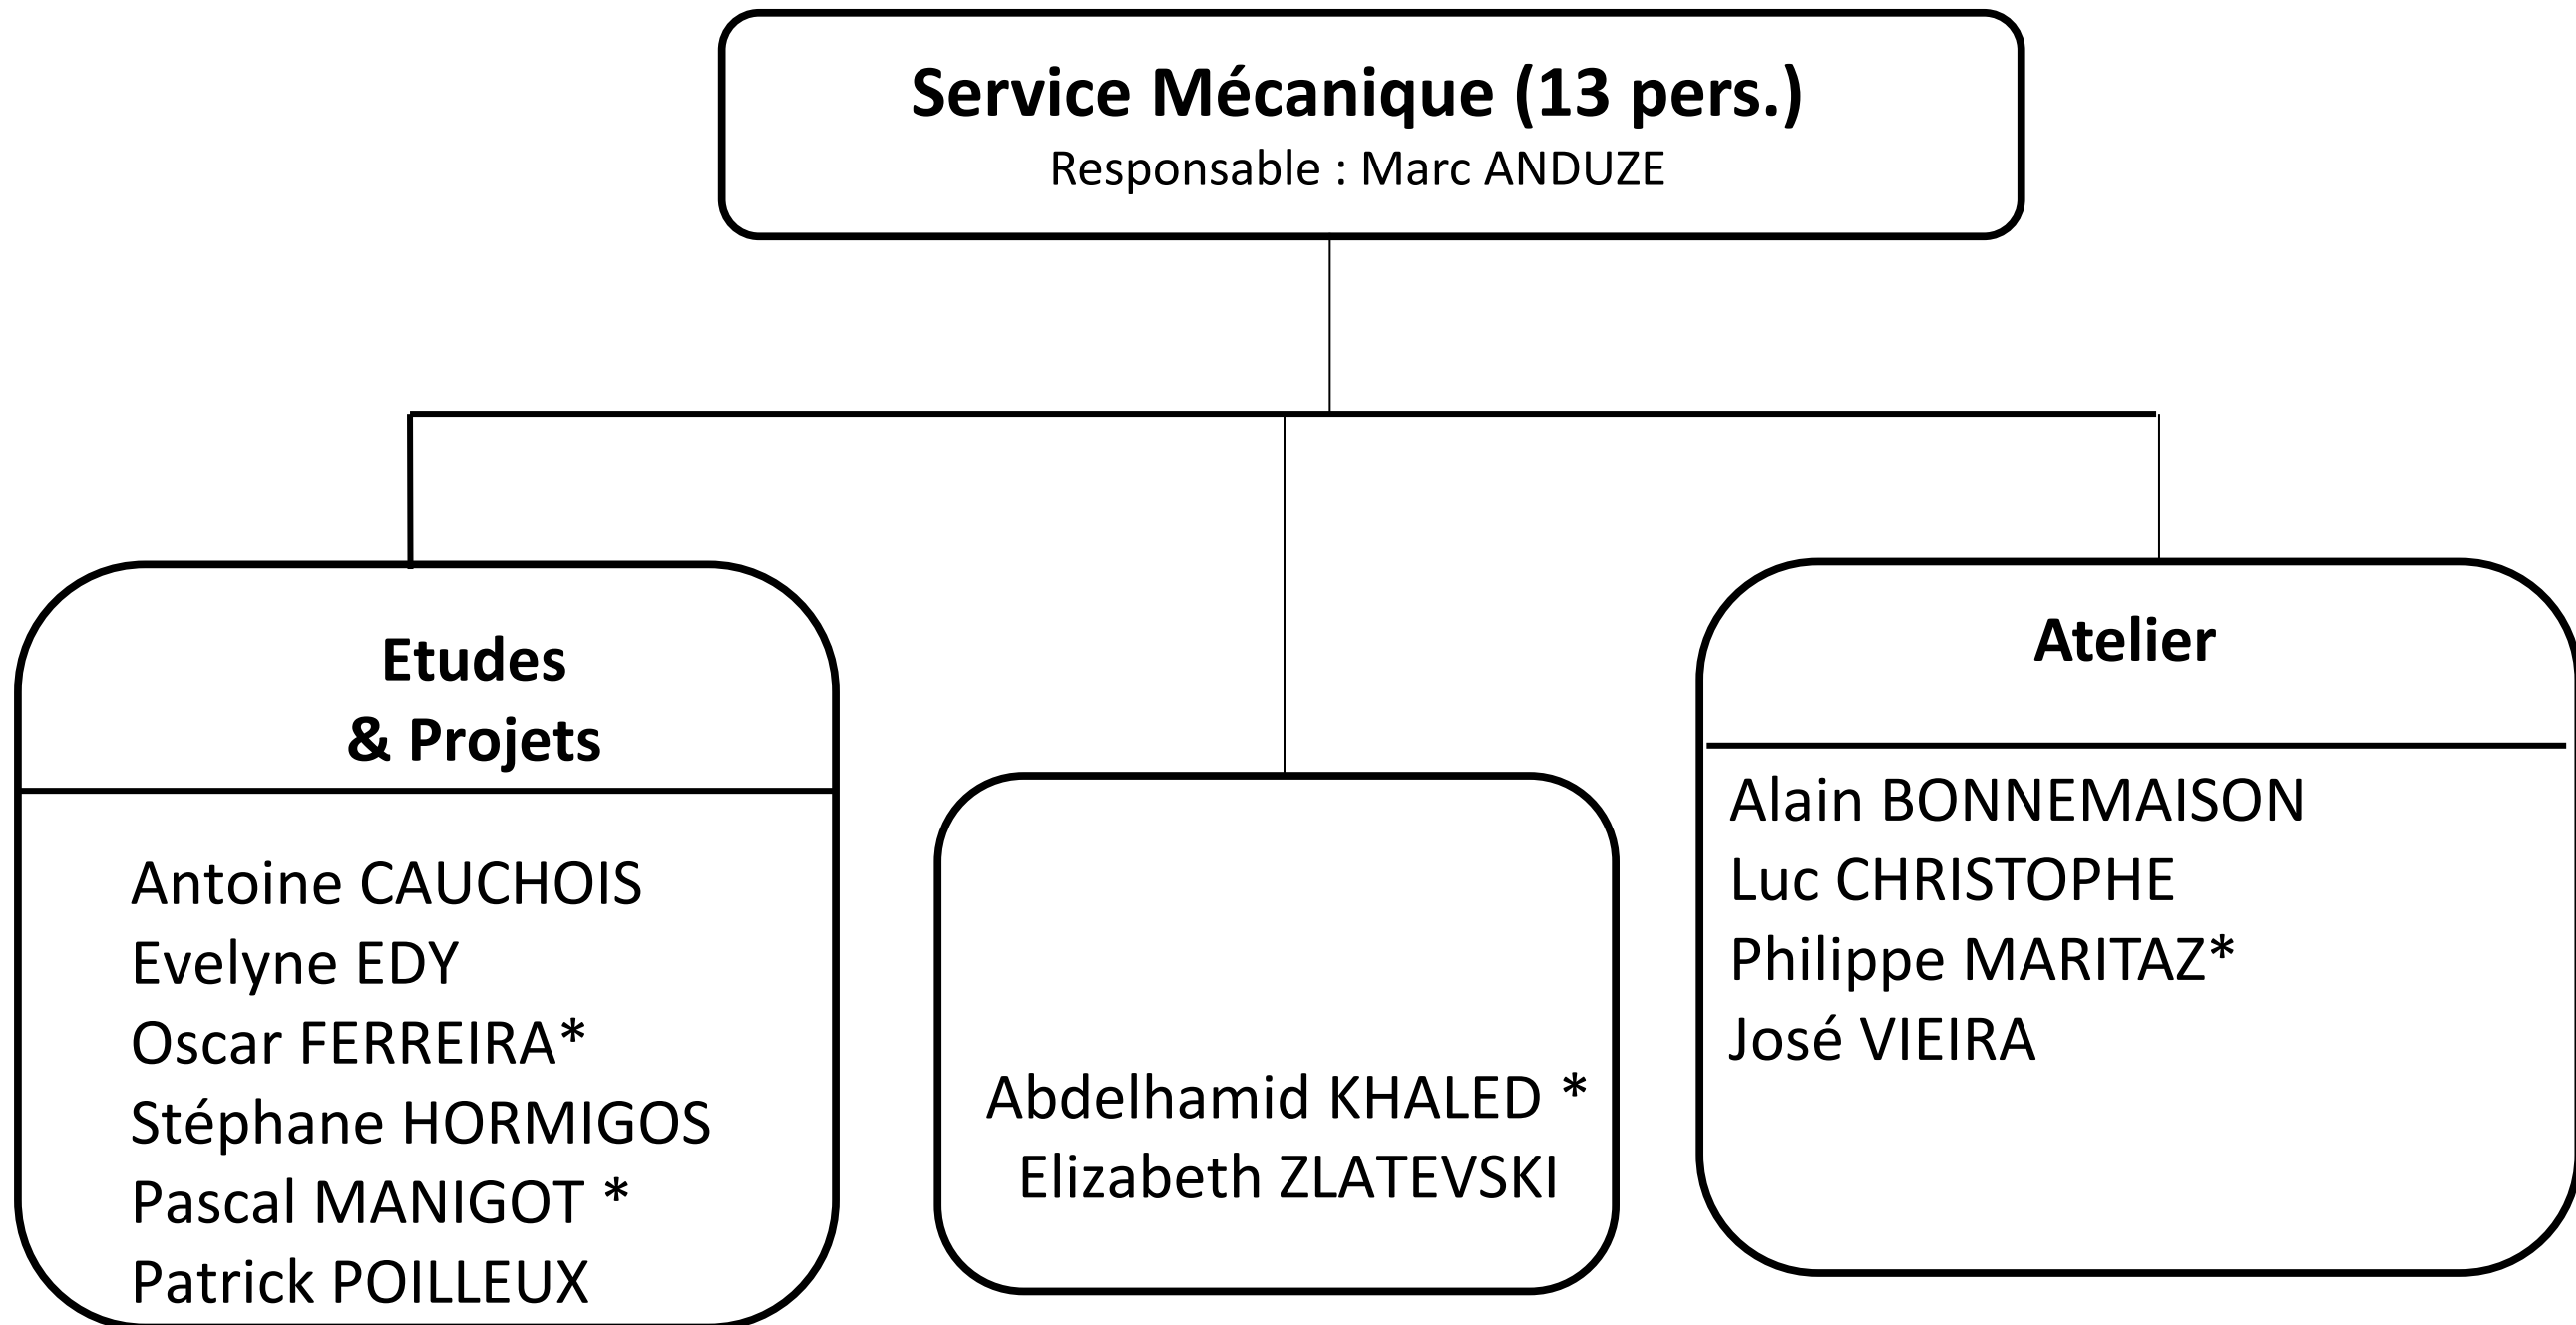 Service Mécanique (13 pers.)
Responsable : Marc ANDUZE
Etudes
& Projets
Antoine CAUCHOIS
Evelyne EDY
Oscar FERREIRA*
Stéphane HORMIGOS
Pascal MANIGOT *
Patrick POILLEUX
Abdelhamid KHALED *
Elizabeth ZLATEVSKI
Atelier
Alain BONNEMAISON
Luc CHRISTOPHE
Philippe MARITAZ*
José VIEIRA